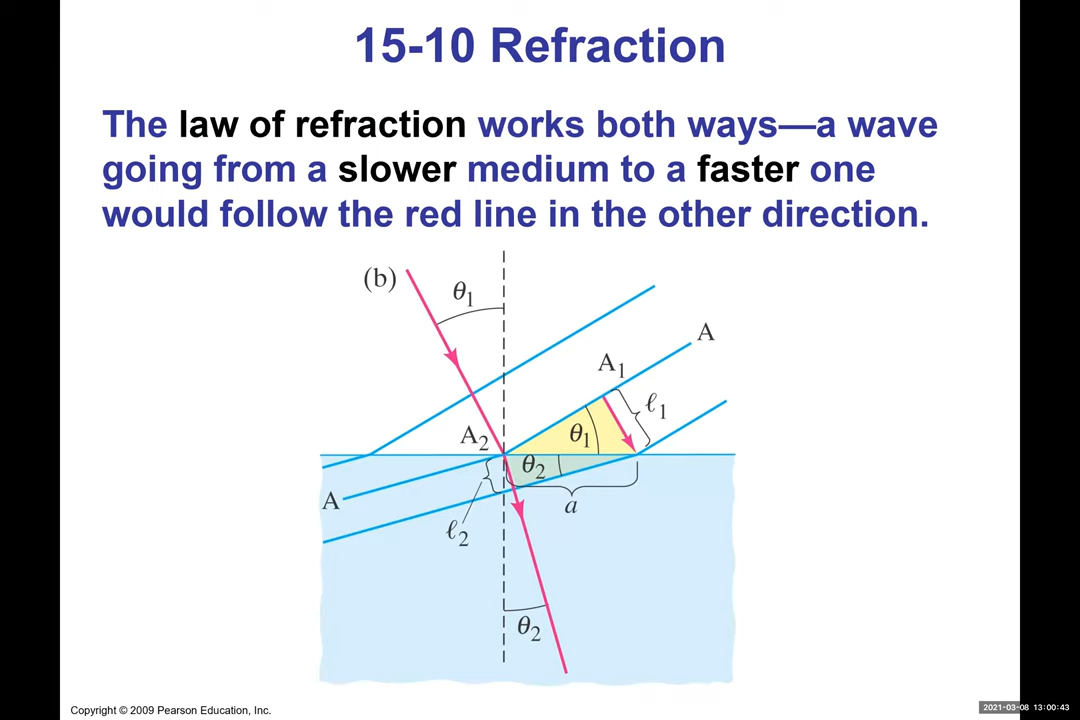 15-10 Refraction
The law of refraction works both ways—a wave
going from a slower medium to a faster one
would follow the red line in the other direction.
(b)
θ1
A
A1
ℓ1
A2
θ1
θ2
A
a
ℓ2
θ2
Copyright © 2009 Pearson Education, Inc.
2021-03-08 13:00:43